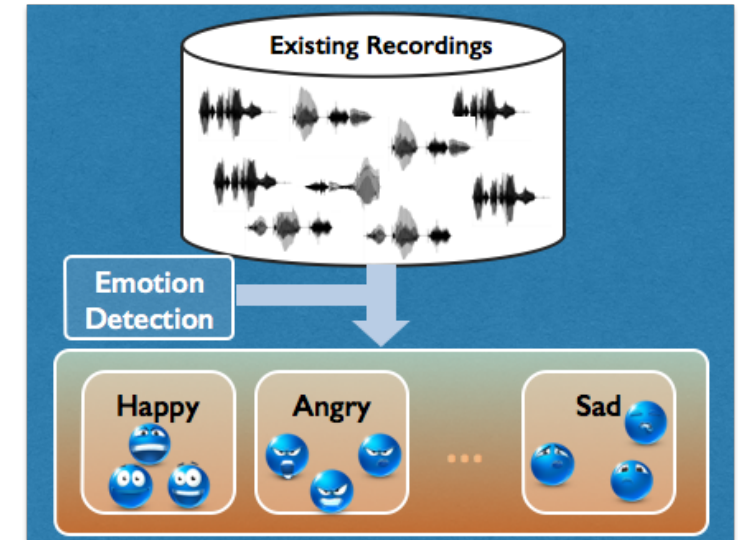 Existing Recordings
Emotion
Detection
Happy
Angry
...
Sad